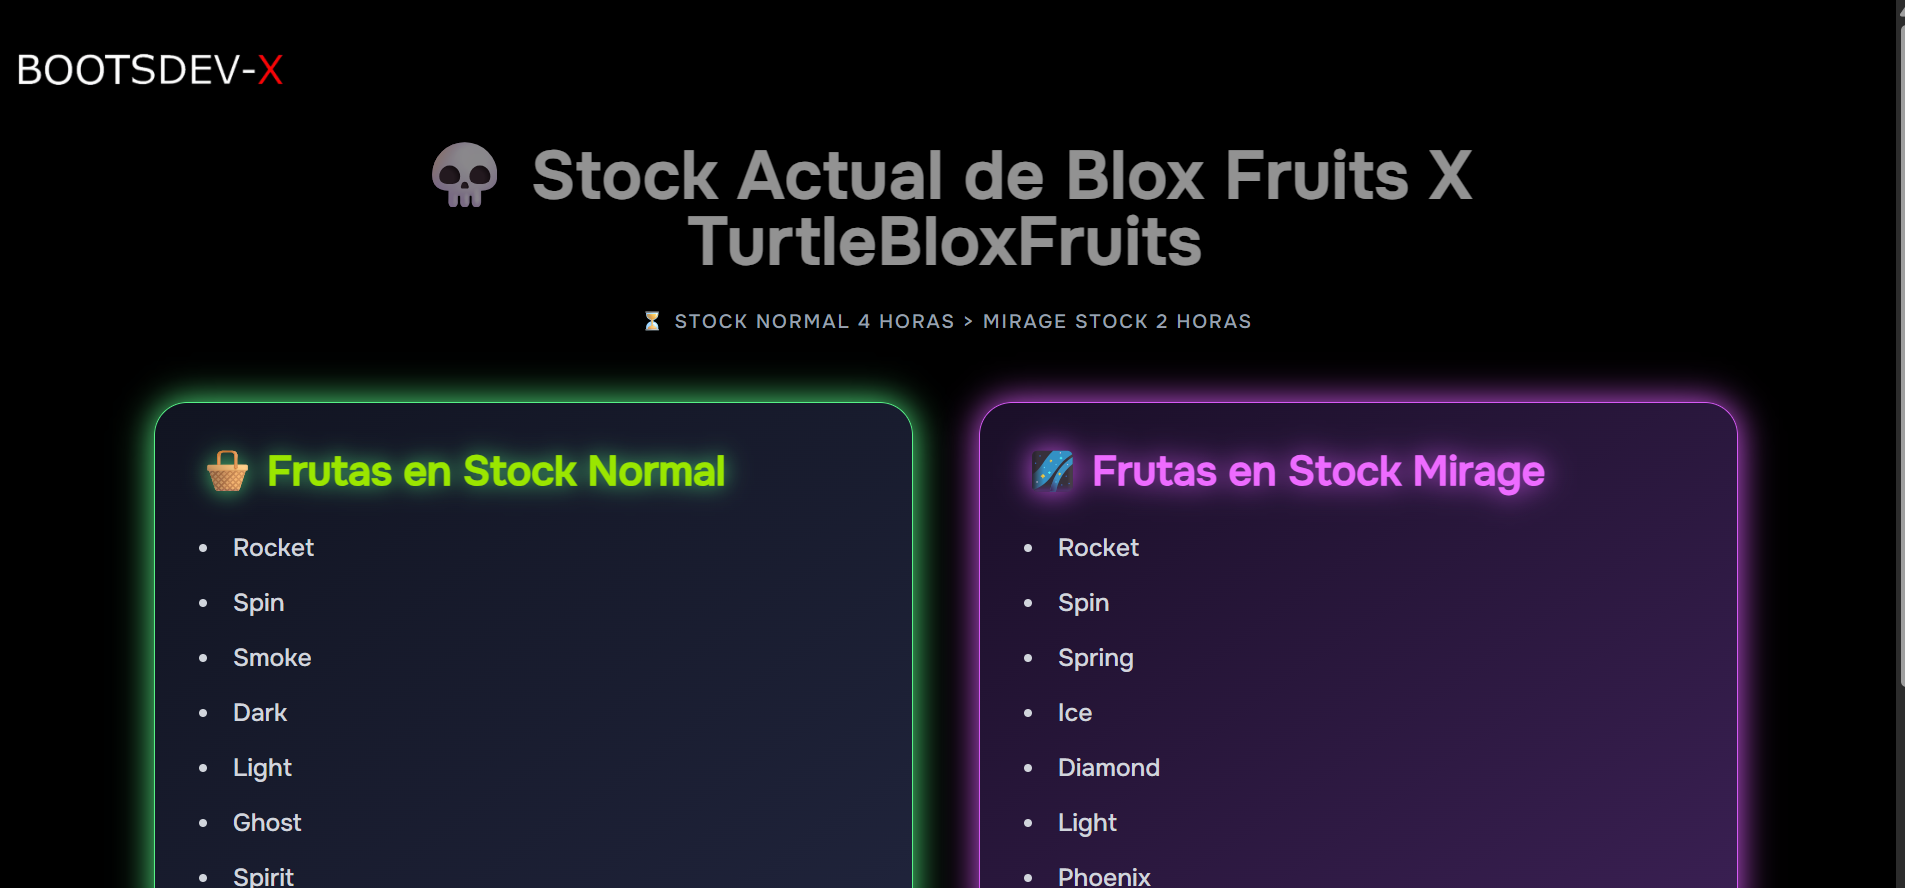 BOOTSDEV-X
💀 Stock Actual de Blox Fruits X
TurtleBloxFruits
⏳ STOCK NORMAL 4 HORAS > MIRAGE STOCK 2 HORAS
🧺 Frutas en Stock Normal
• Rocket
• Spin
• Smoke
• Dark
• Light
• Ghost
• Spirit
🌌 Frutas en Stock Mirage
• Rocket
• Spin
• Spring
• Ice
• Diamond
• Light
• Phoenix